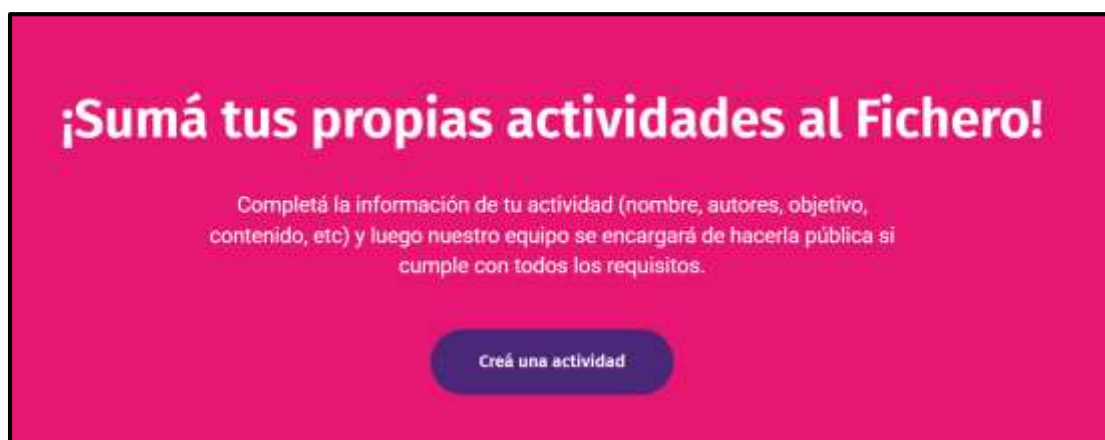 ¡Sumá tus propias actividades al Fichero!
Completá la información de tu actividad (nombre, autores, objetivo,
contenido, etc) y luego nuestro equipo se encargará de hacerla pública si
cumple con todos los requisitos.
Creá una actividad